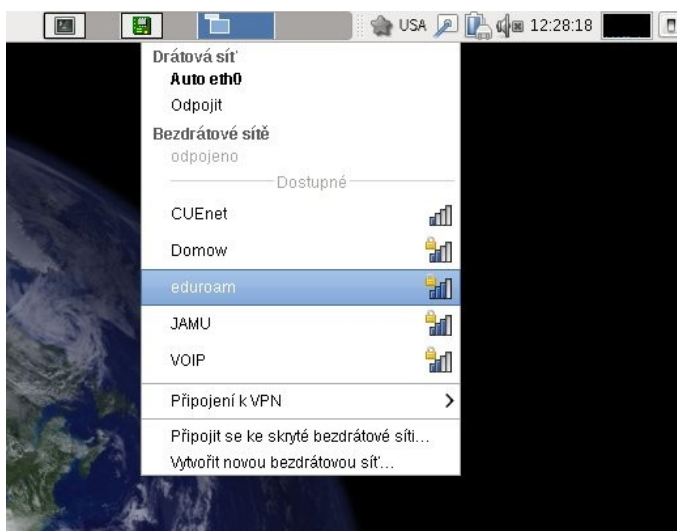 USA 12:28:18
Drátová síť
Auto eth0
Odpojit
Bezdrátové sítě
odpojeno
Dostupné
CUEnet
Domow
eduroam
JAMU
VOIP
Připojení k VPN
Připojit se ke skryté bezdrátové síti...
Vytvořit novou bezdrátovou síť...